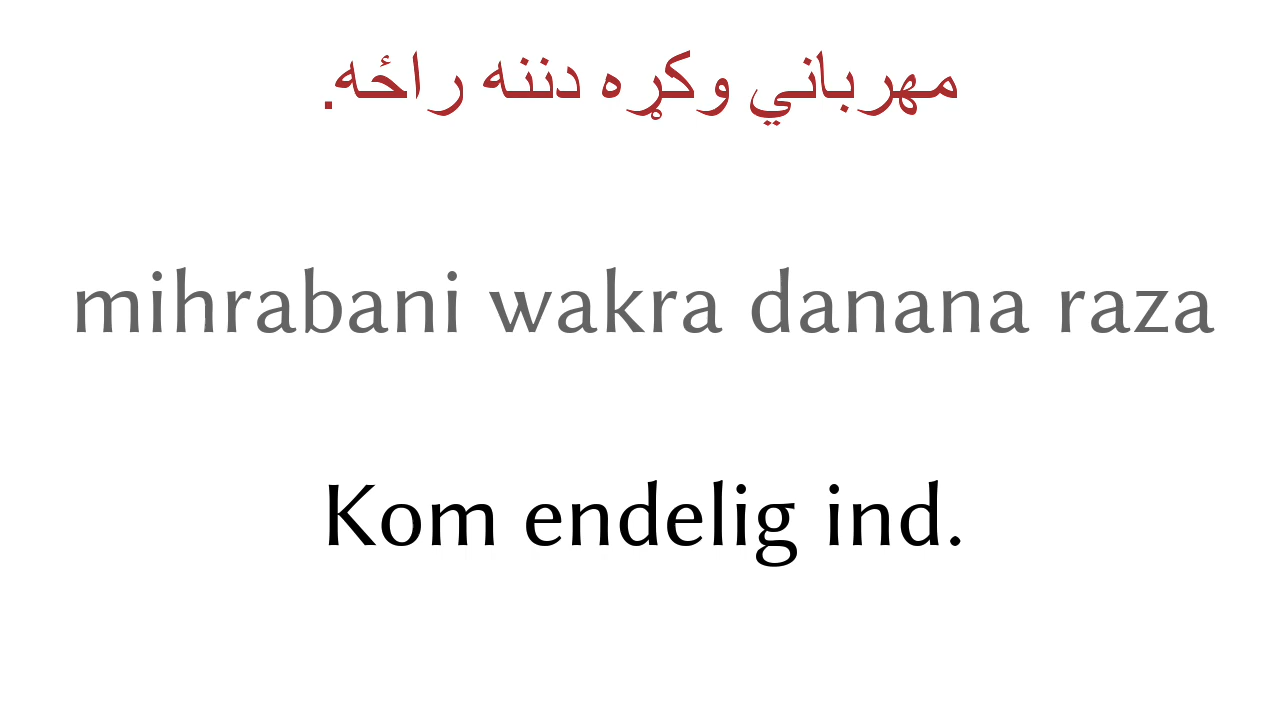 مهرباني وکړه دننه راځه.
mihrabani wakra danana raza
Kom endelig ind.